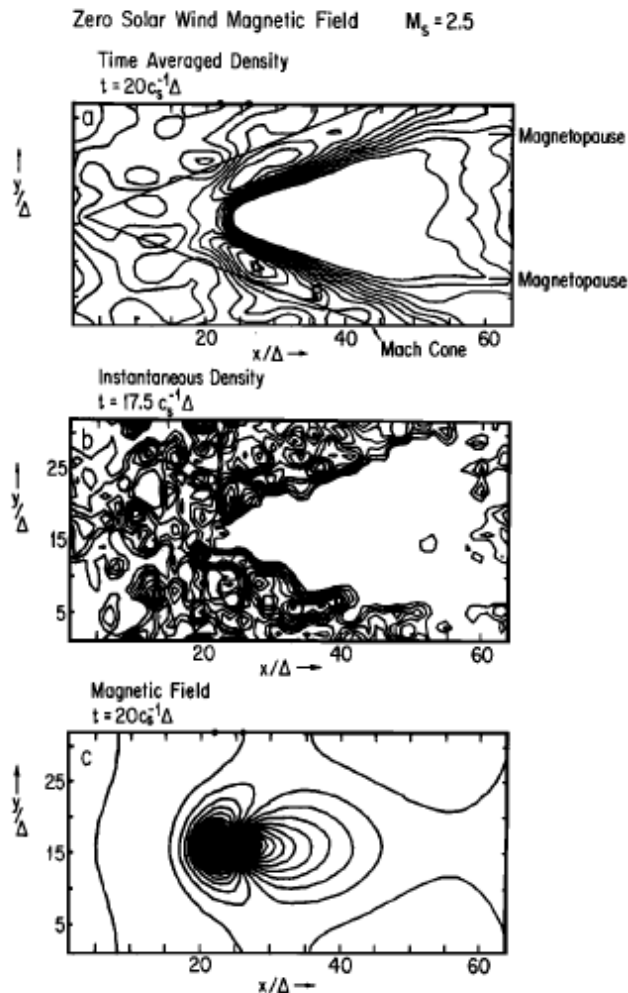 Zero Solar Wind Magnetic Field M_s = 2.5
Time Averaged Density
t = 20c_s^-1Δ
a
y/Δ
Magnetopause
Magnetopause
20 40 60
x/Δ →
Mach Cone
Instantaneous Density
t = 17.5 c_s^-1Δ
b
25
15
5
y/Δ
20 40 60
x/Δ →
Magnetic Field
t = 20c_s^-1Δ
c
25
15
5
y/Δ
20 40 60
x/Δ →